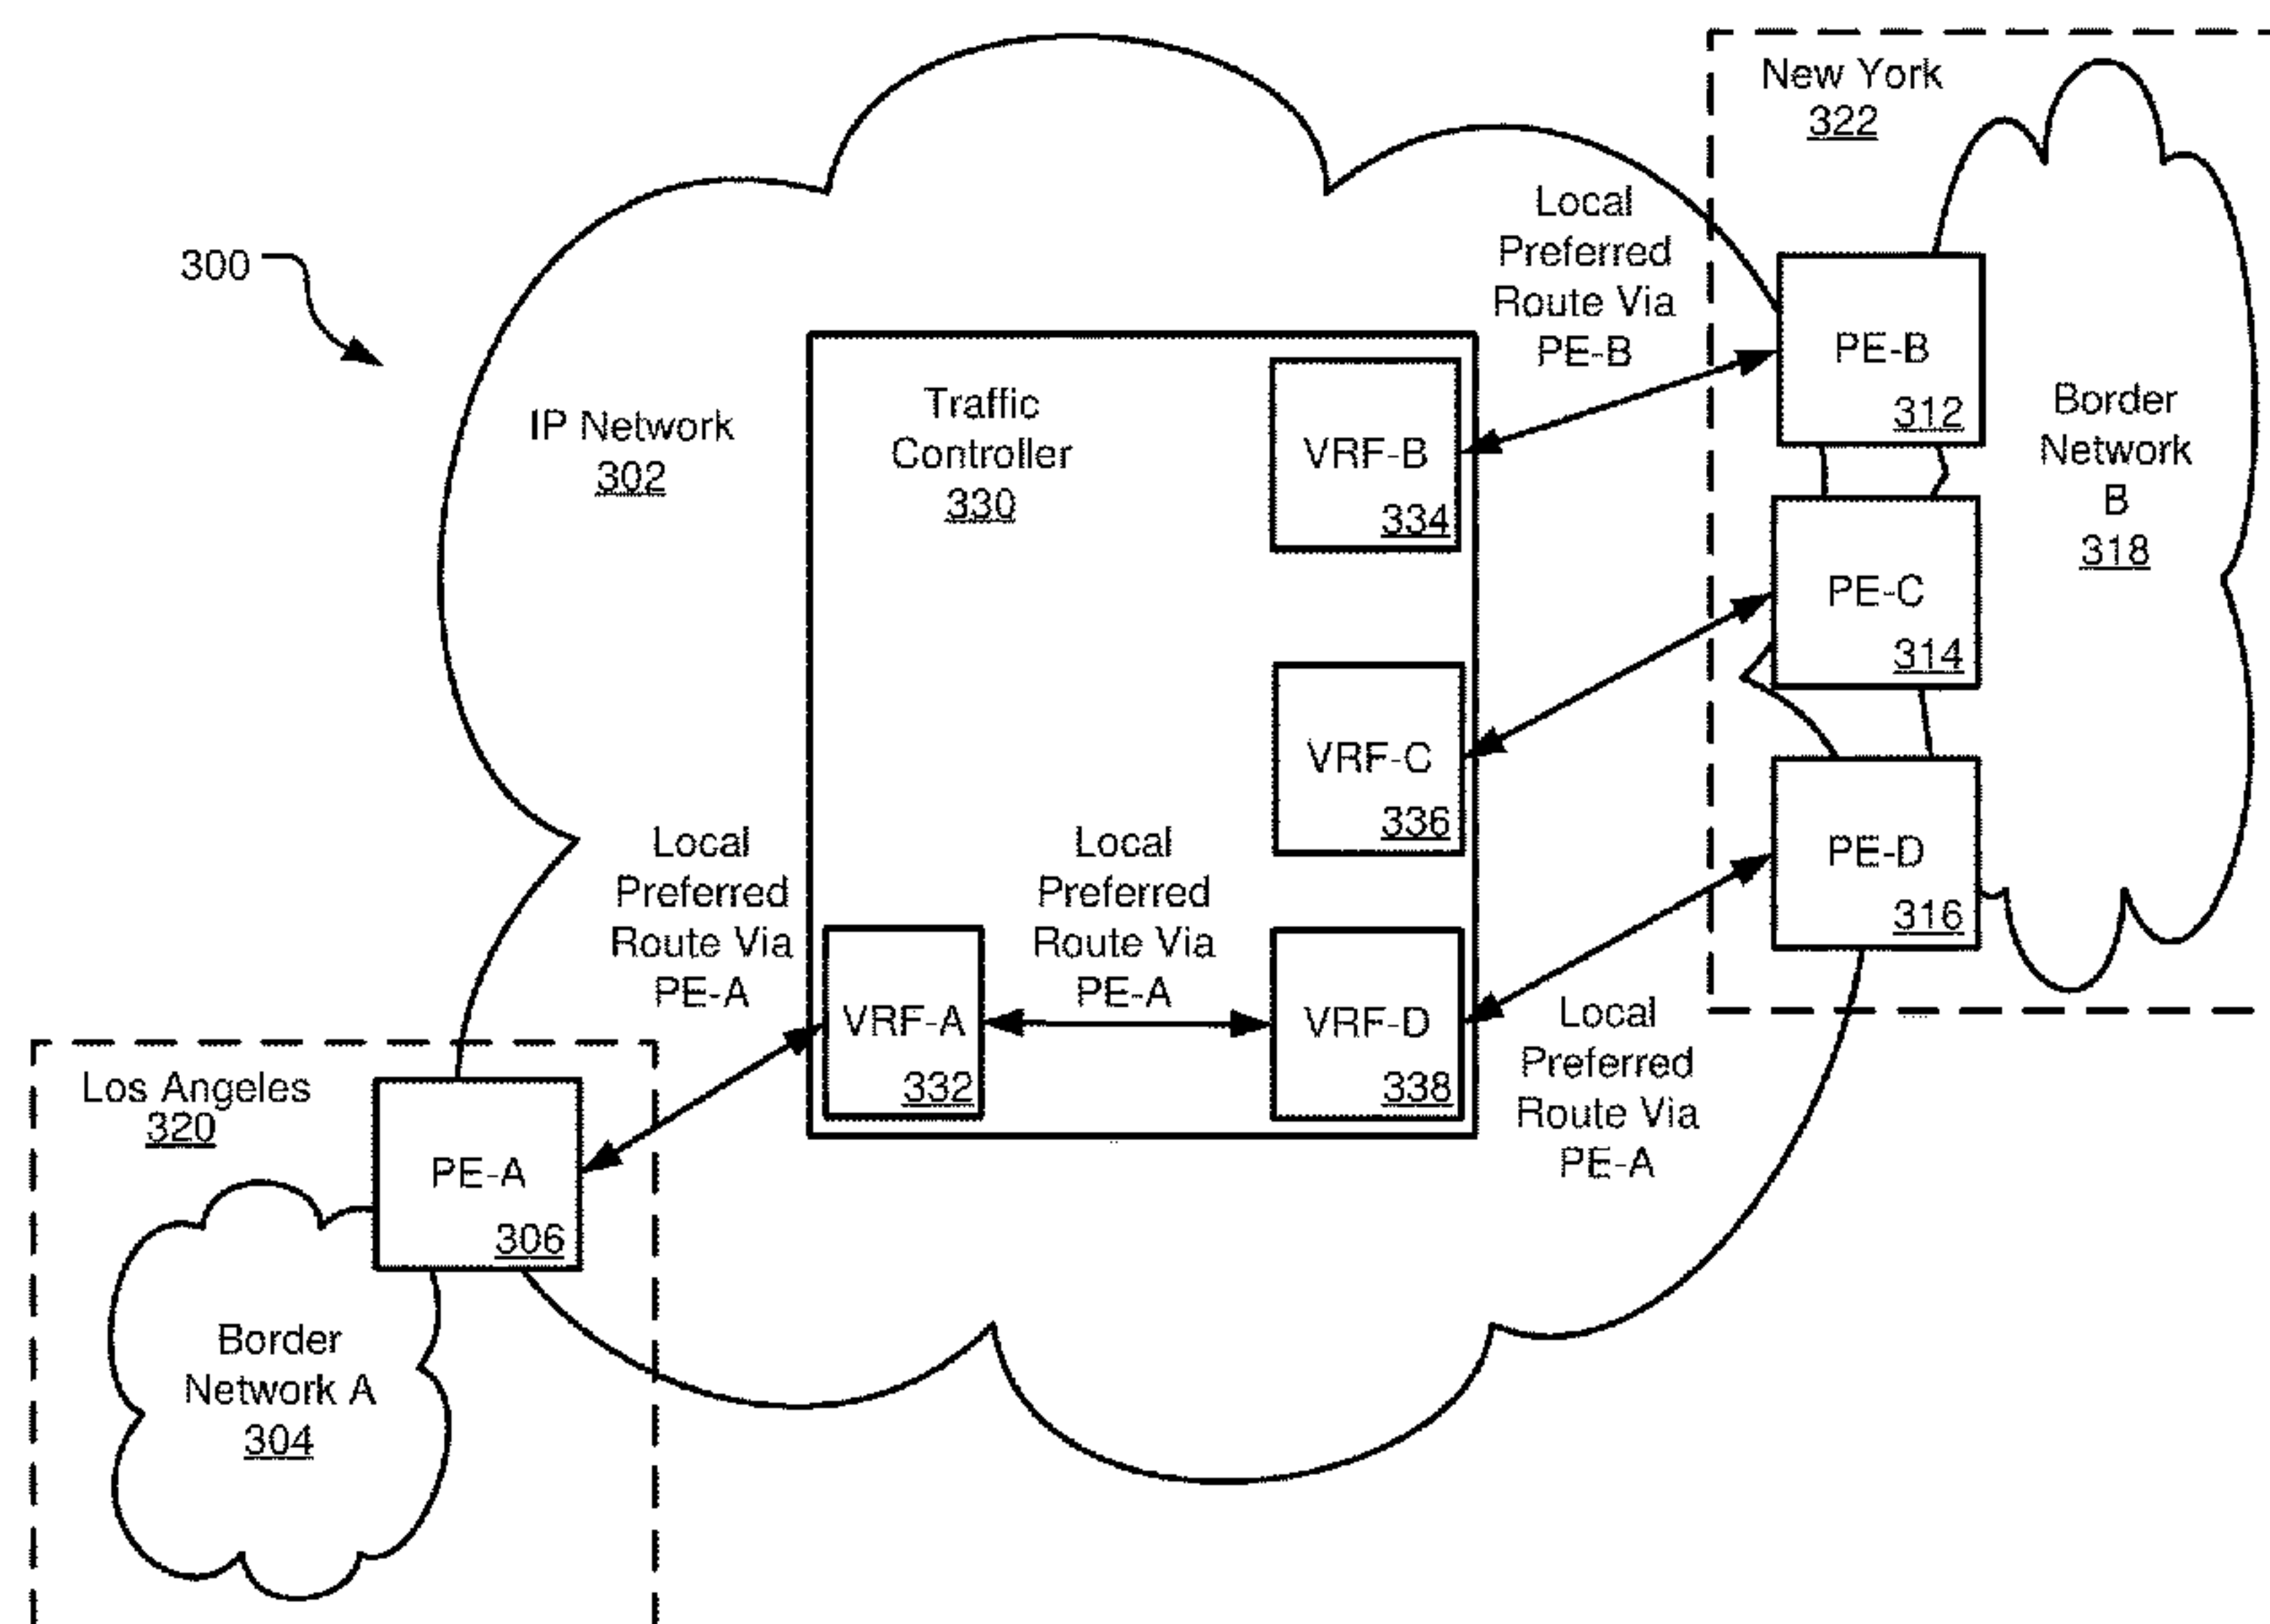 New York
322
300
Local
Preferred
Route Via
PE-B
IP Network
302
Traffic
Controller
330
VRF-B
334
PE-B
312
Border
Network
B
318
PE-C
314
VRF-C
336
PE-D
316
Local
Preferred
Route Via
PE-A
Local
Preferred
Route Via
PE-A
VRF-A
332
VRF-D
338
Local
Preferred
Route Via
PE-A
Los Angeles
320
PE-A
306
Border
Network A
304